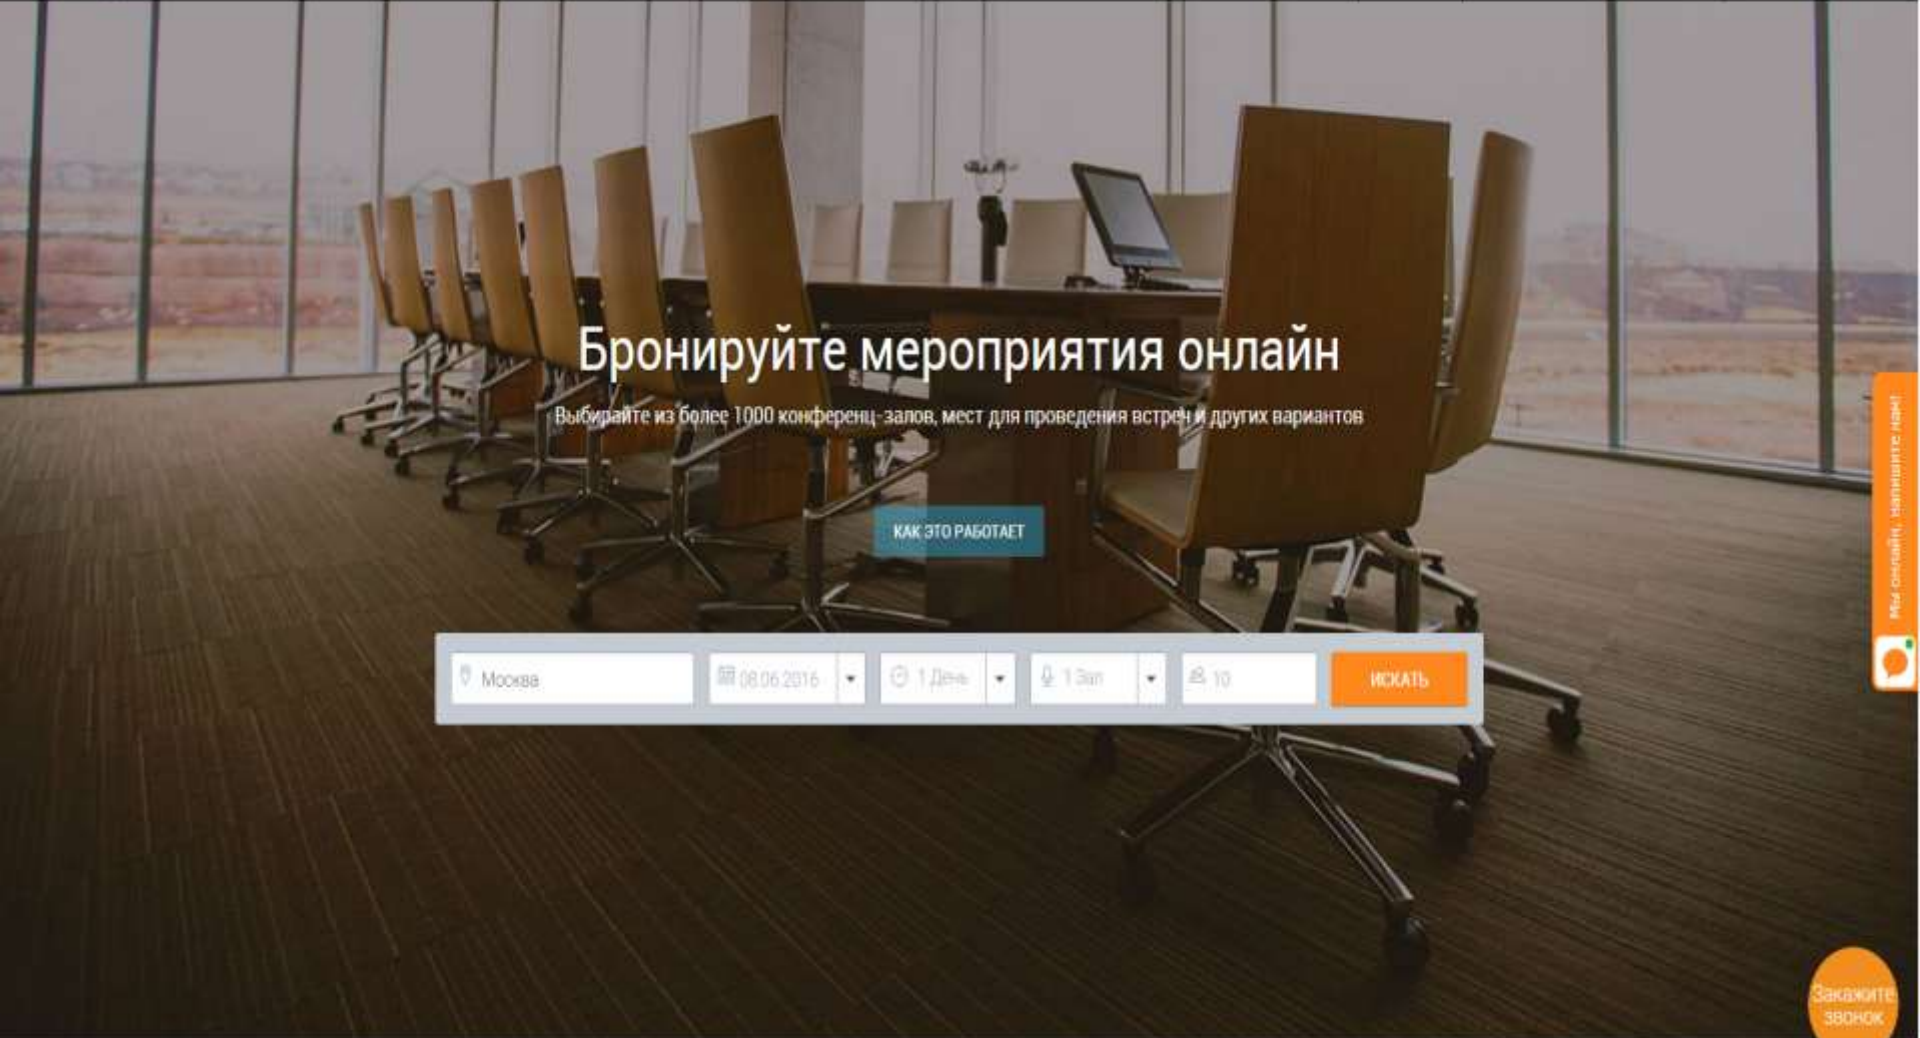 Бронируйте мероприятия онлайн
Выбирайте из более 1000 конференц-залов, мест для проведения встреч и других вариантов
КАК ЭТО РАБОТАЕТ
Москва
08.06.2016
1 День
1 Зал
10
ИСКАТЬ
Мы онлайн, напишите нам!
Закажите
звонок